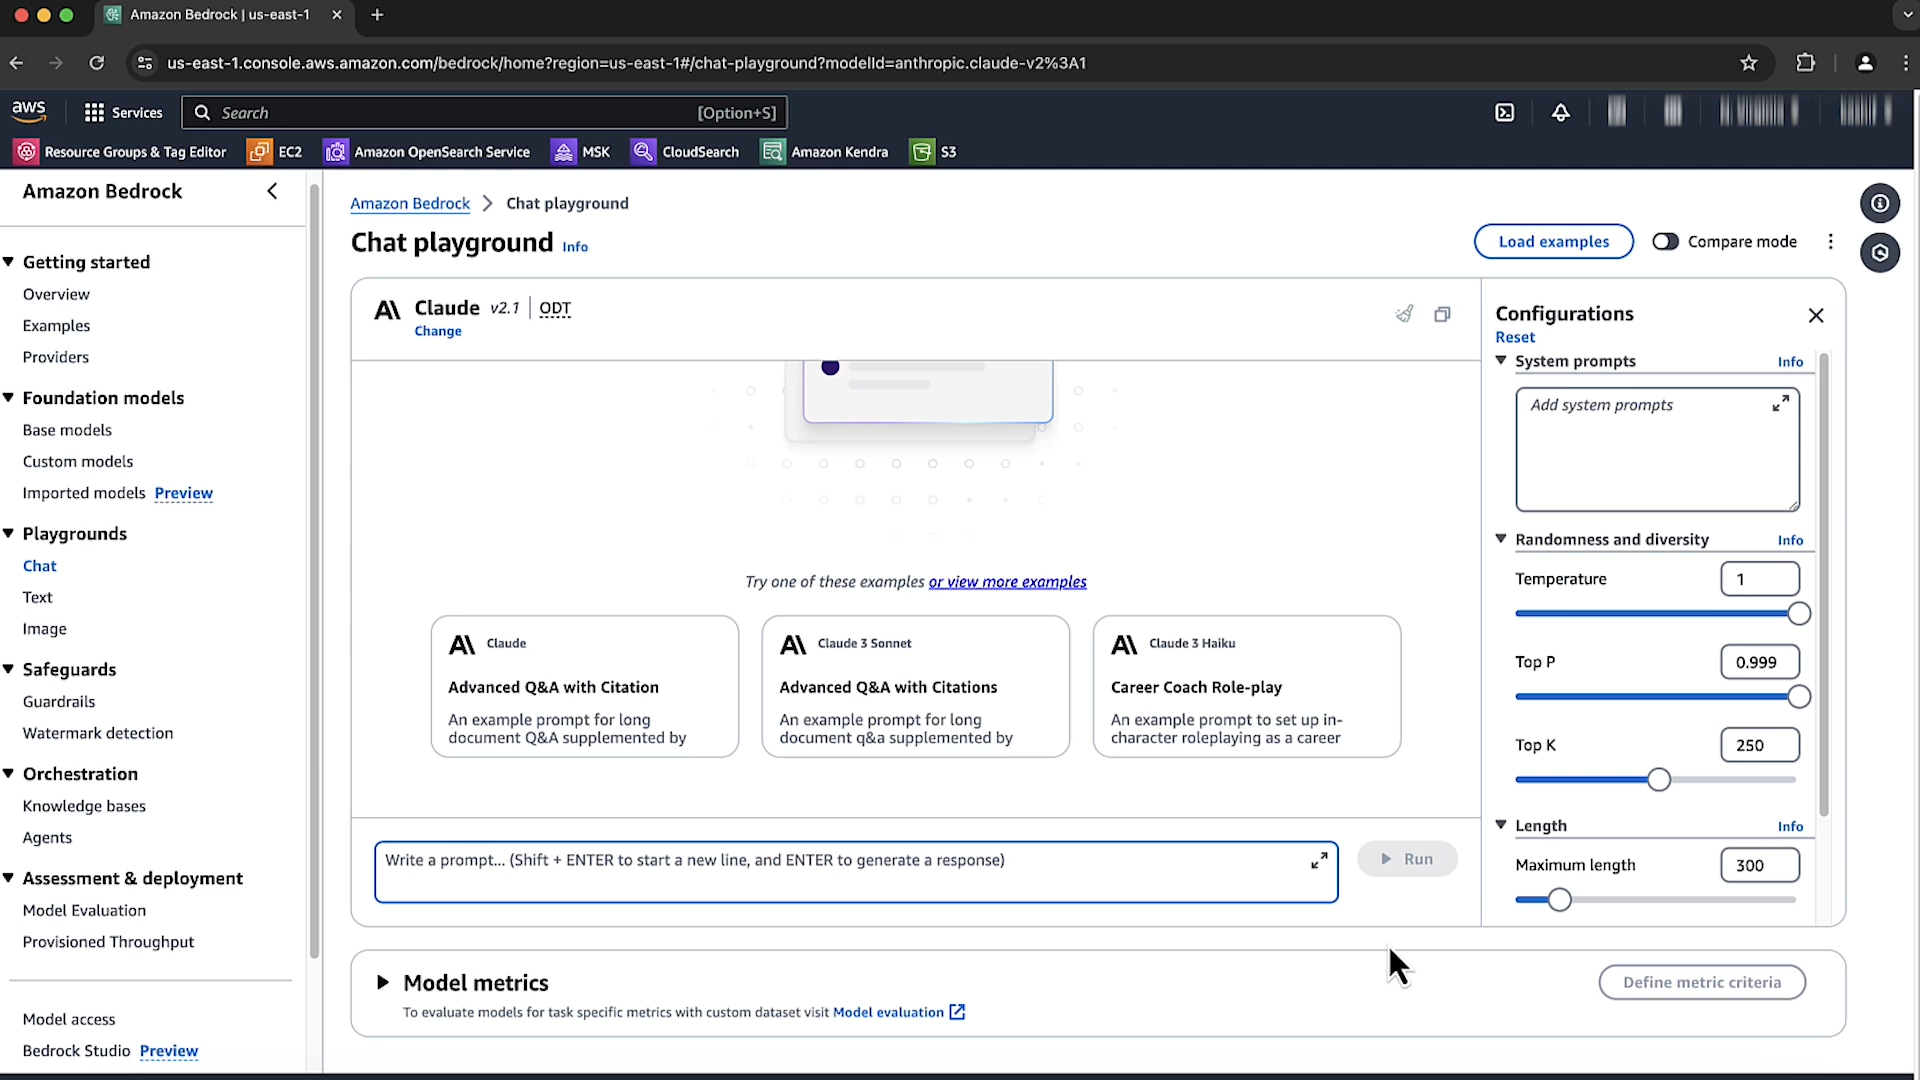 Amazon Bedrock | us-east-1
us-east-1.console.aws.amazon.com/bedrock/home?region=us-east-1#/chat-playground?modelId=anthropic.claude-v2%3A1
aws
Services
Search
[Option+S]
Resource Groups & Tag Editor
EC2
Amazon OpenSearch Service
MSK
CloudSearch
Amazon Kendra
S3
Amazon Bedrock
Getting started
Overview
Examples
Providers
Foundation models
Base models
Custom models
Imported models Preview
Playgrounds
Chat
Text
Image
Safeguards
Guardrails
Watermark detection
Orchestration
Knowledge bases
Agents
Assessment & deployment
Model Evaluation
Provisioned Throughput
Model access
Bedrock Studio Preview
Amazon Bedrock > Chat playground
Chat playground Info
Load examples
Compare mode
Claude v2.1 | ODT
Change
Try one of these examples or view more examples
Claude
Advanced Q&A with Citation
An example prompt for long
document Q&A supplemented by
Claude 3 Sonnet
Advanced Q&A with Citations
An example prompt for long
document q&a supplemented by
Claude 3 Haiku
Career Coach Role-play
An example prompt to set up in-
character roleplaying as a career
Write a prompt... (Shift + ENTER to start a new line, and ENTER to generate a response)
Run
Configurations
Reset
System prompts Info
Add system prompts
Randomness and diversity Info
Temperature 1
Top P 0.999
Top K 250
Length Info
Maximum length 300
Model metrics
To evaluate models for task specific metrics with custom dataset visit Model evaluation
Define metric criteria